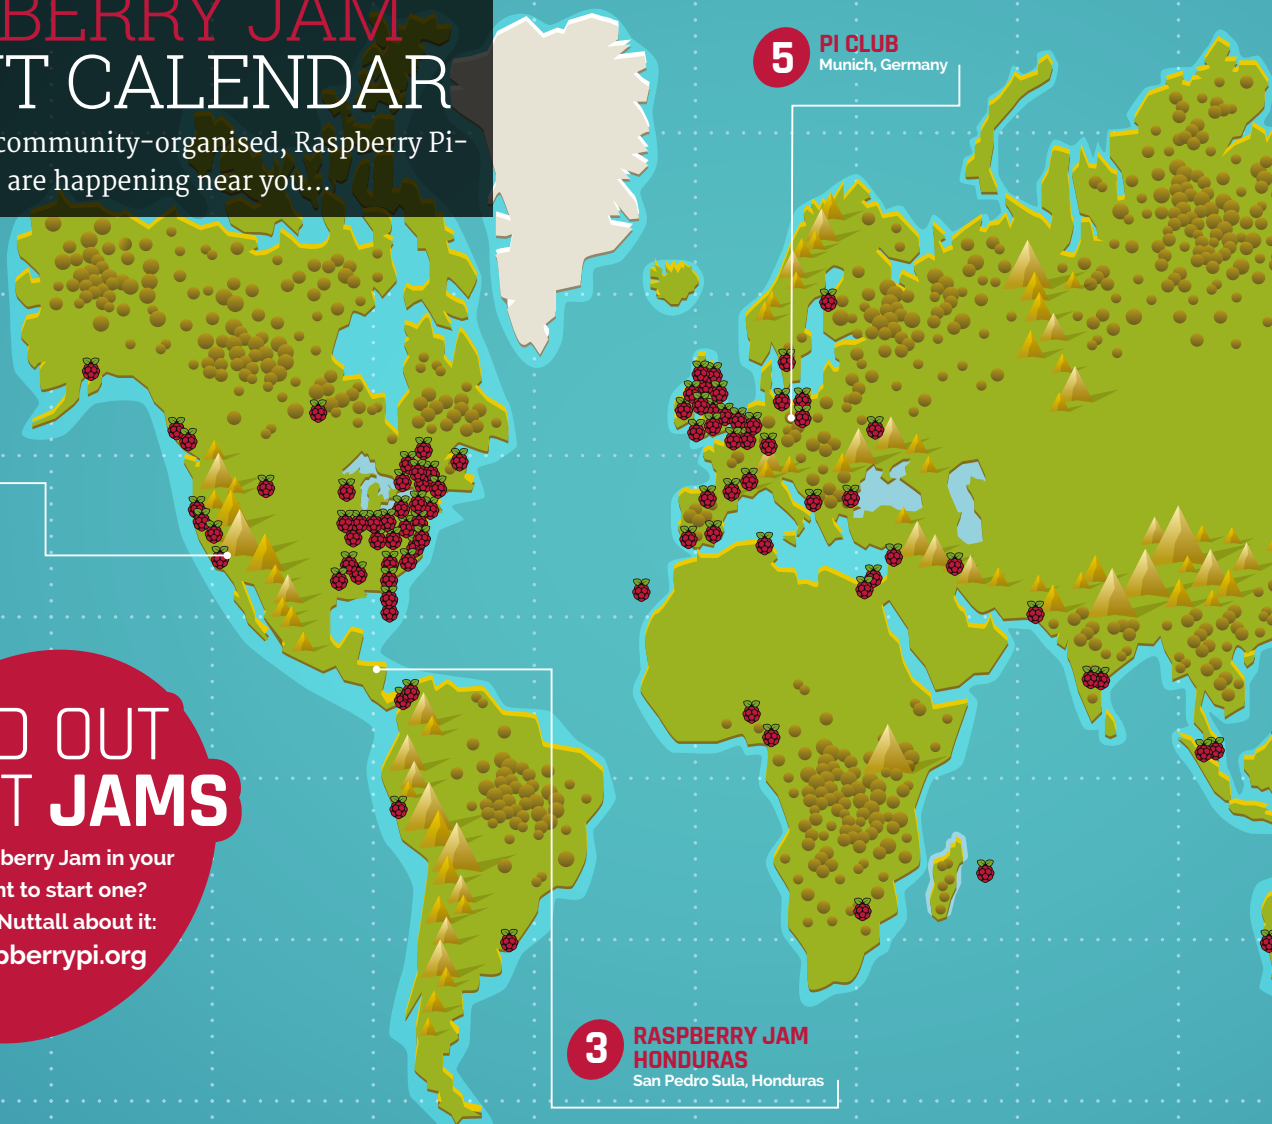 BERRY JAM
T CALENDAR
community-organised, Raspberry Pi-
are happening near you...
5
PI CLUB
Munich, Germany
D OUT
T JAMS
berry Jam in your
nt to start one?
Nuttall about it:
pberrypi.org
3
RASPBERRY JAM
HONDURAS
San Pedro Sula, Honduras